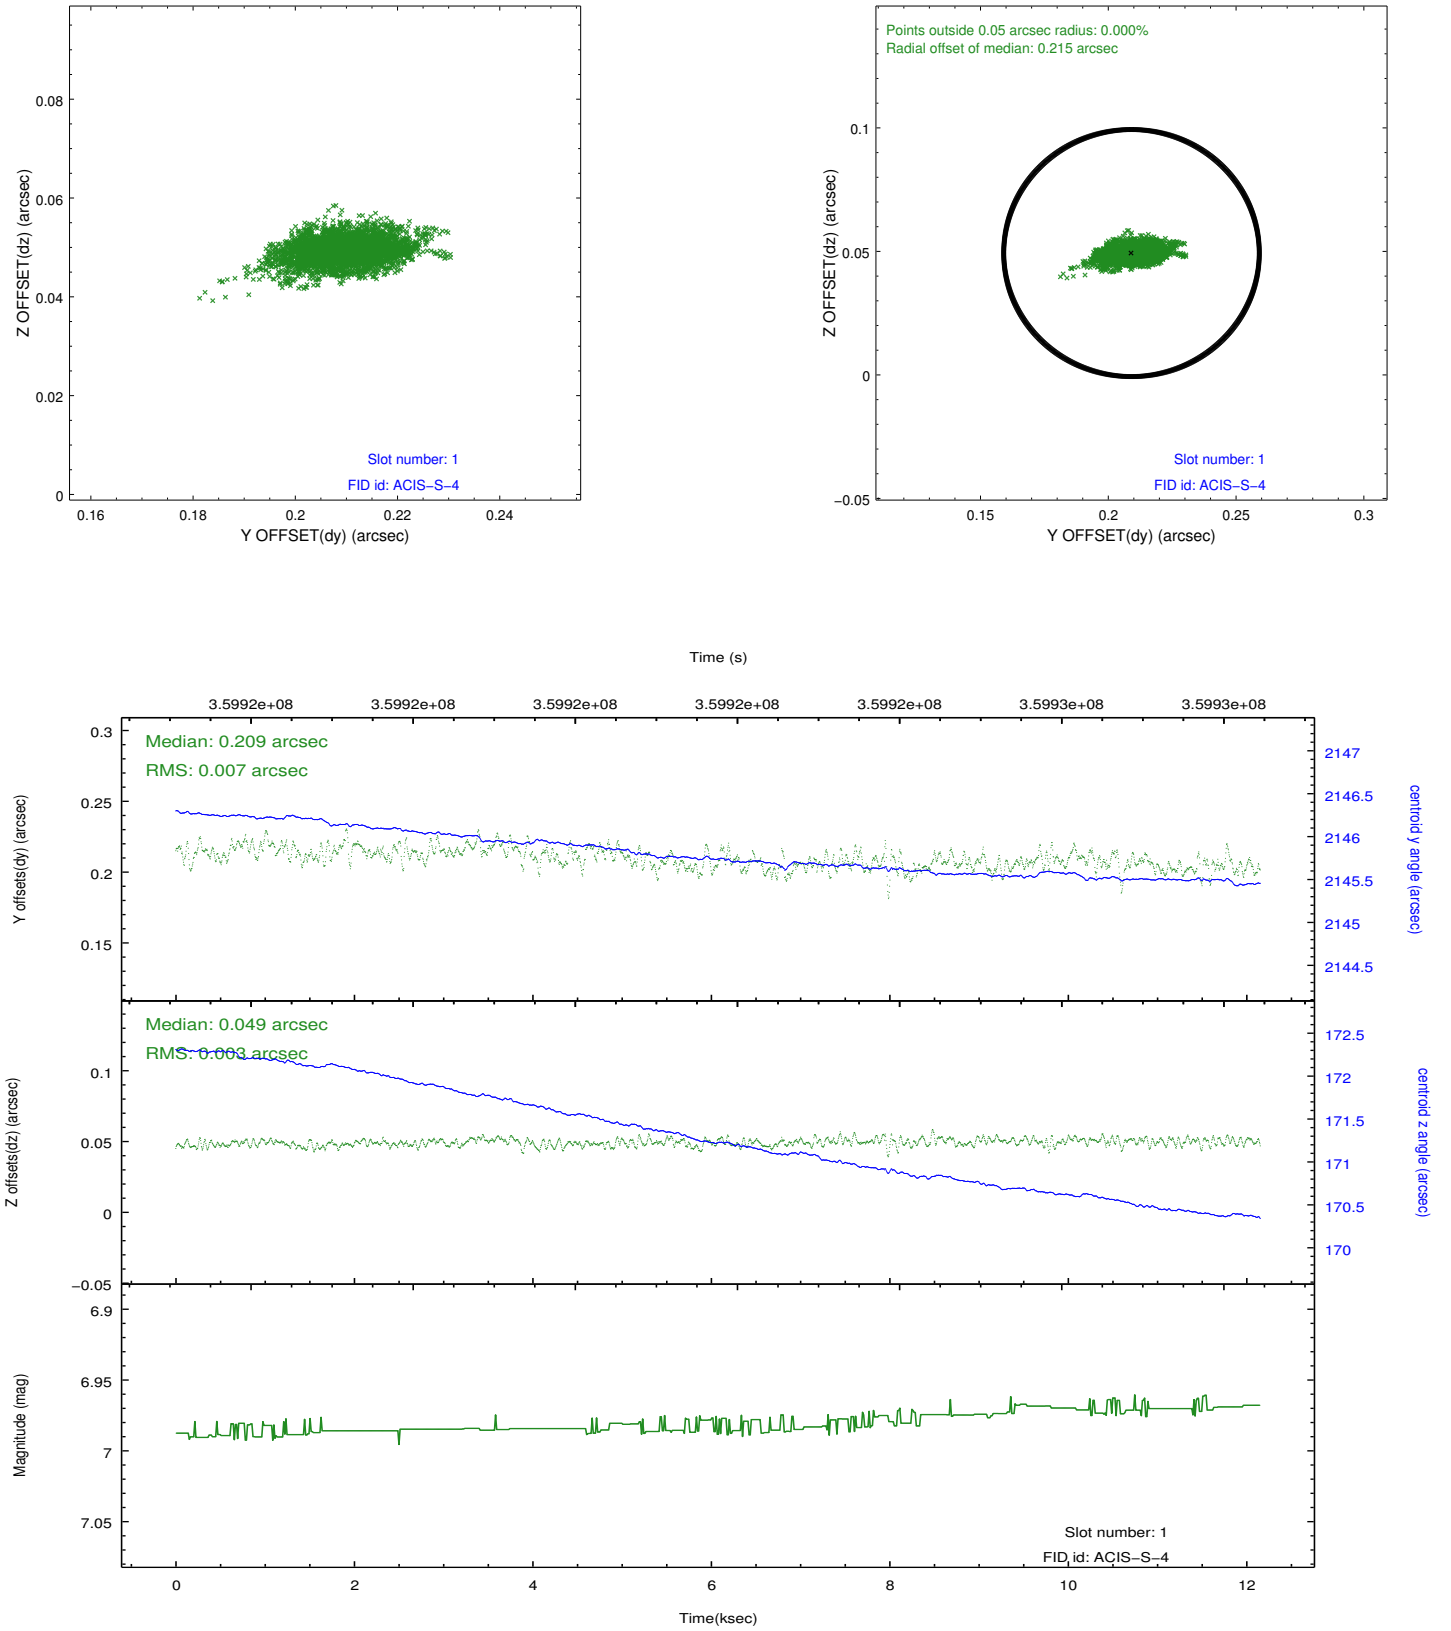 0.08
0.06
0.04
0.02
0
Z OFFSET(dz) (arcsec)
Slot number: 1
FID id: ACIS−S−4
0.16 0.18 0.2 0.22 0.24
Y OFFSET(dy) (arcsec)
Points outside 0.05 arcsec radius: 0.000%
Radial offset of median: 0.215 arcsec
0.1
0.05
0
−0.05
Z OFFSET(dz) (arcsec)
Slot number: 1
FID id: ACIS−S−4
0.15 0.2 0.25 0.3
Y OFFSET(dy) (arcsec)
Time (s)
3.5992e+08 3.5992e+08 3.5992e+08 3.5992e+08 3.5992e+08 3.5993e+08 3.5993e+08
Median: 0.209 arcsec
RMS: 0.007 arcsec
0.3
0.25
0.2
0.15
Y offsets(dy) (arcsec)
2147
2146.5
2146
2145.5
2145
2144.5
centroid y angle (arcsec)
Median: 0.049 arcsec
RMS: 0.003 arcsec
0.1
0.05
0
−0.05
Z offsets(dz) (arcsec)
172.5
172
171.5
171
170.5
170
centroid z angle (arcsec)
6.9
6.95
7
7.05
Magnitude (mag)
Slot number: 1
FID id: ACIS−S−4
0 2 4 6 8 10 12
Time(ksec)